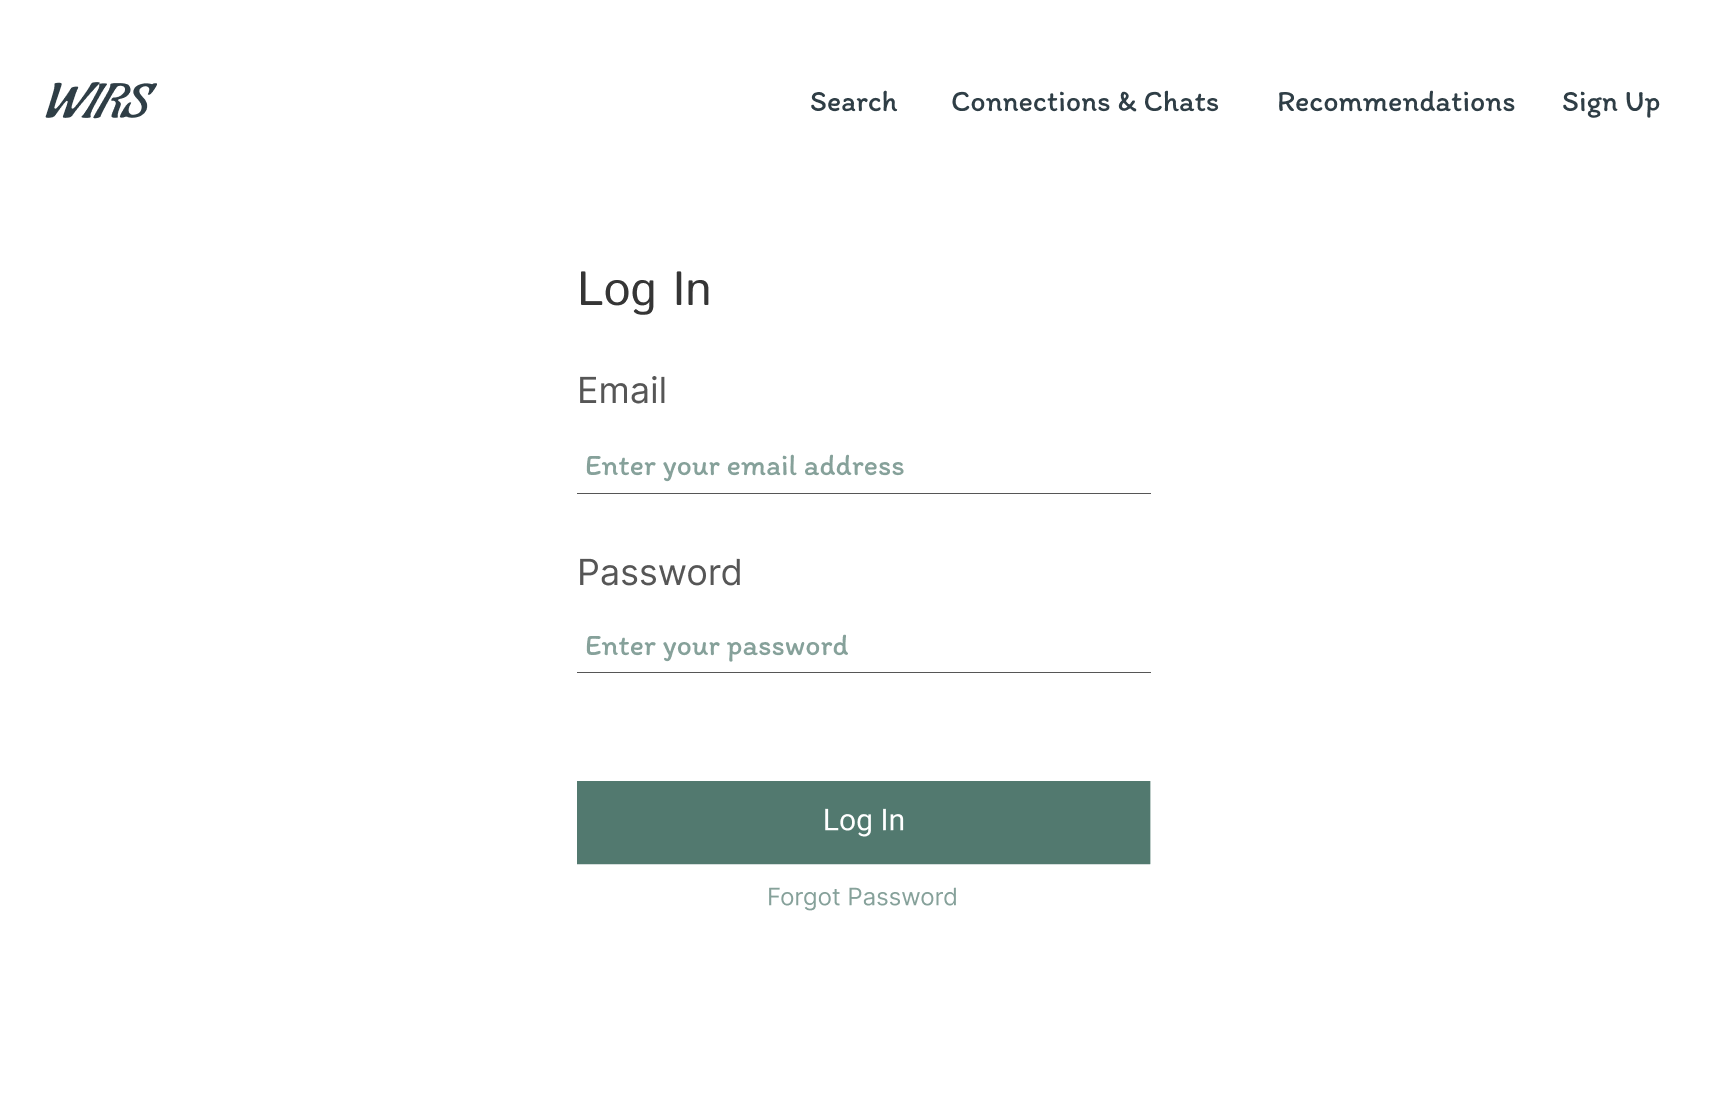 WIRS
Search Connections & Chats Recommendations Sign Up
Log In
Email
Enter your email address
Password
Enter your password
Log In
Forgot Password